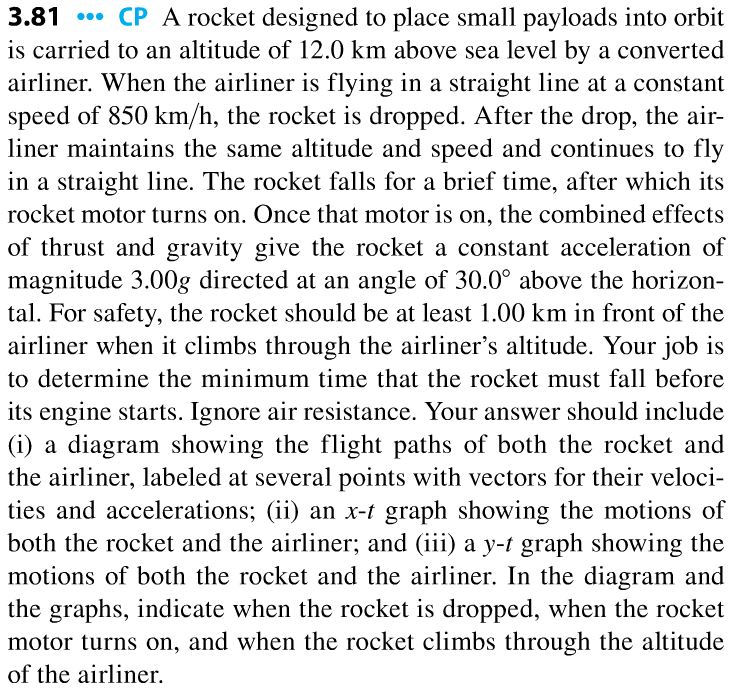 3.81 ••• CP A rocket designed to place small payloads into orbit
is carried to an altitude of 12.0 km above sea level by a converted
airliner. When the airliner is flying in a straight line at a constant
speed of 850 km/h, the rocket is dropped. After the drop, the air-
liner maintains the same altitude and speed and continues to fly
in a straight line. The rocket falls for a brief time, after which its
rocket motor turns on. Once that motor is on, the combined effects
of thrust and gravity give the rocket a constant acceleration of
magnitude 3.00g directed at an angle of 30.0° above the horizon-
tal. For safety, the rocket should be at least 1.00 km in front of the
airliner when it climbs through the airliner's altitude. Your job is
to determine the minimum time that the rocket must fall before
its engine starts. Ignore air resistance. Your answer should include
(i) a diagram showing the flight paths of both the rocket and
the airliner, labeled at several points with vectors for their veloci-
ties and accelerations; (ii) an x-t graph showing the motions of
both the rocket and the airliner; and (iii) a y-t graph showing the
motions of both the rocket and the airliner. In the diagram and
the graphs, indicate when the rocket is dropped, when the rocket
motor turns on, and when the rocket climbs through the altitude
of the airliner.